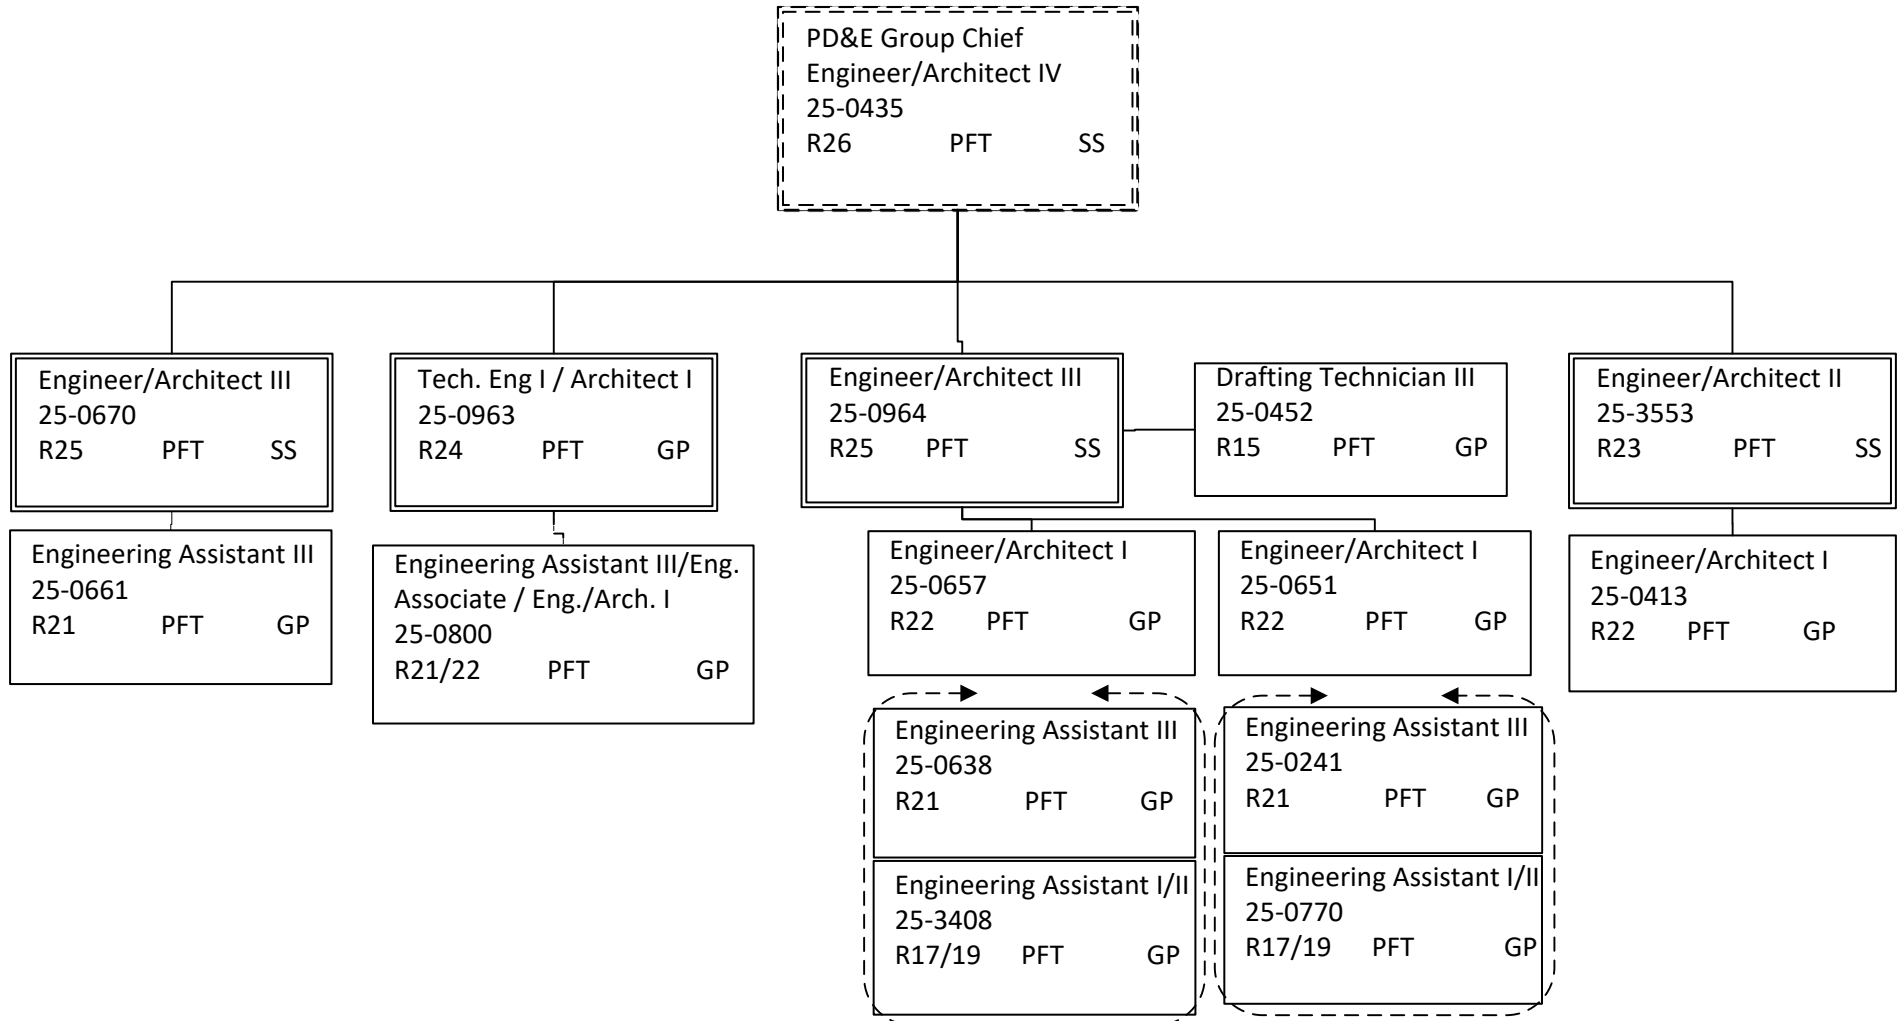 PD&E Group Chief
Engineer/Architect IV
25-0435
R26 PFT SS
Engineer/Architect III
25-0670
R25 PFT SS
Tech. Eng I / Architect I
25-0963
R24 PFT GP
Engineer/Architect III
25-0964
R25 PFT SS
Drafting Technician III
25-0452
R15 PFT GP
Engineer/Architect II
25-3553
R23 PFT SS
Engineering Assistant III
25-0661
R21 PFT GP
Engineering Assistant III/Eng.
Associate / Eng./Arch. I
25-0800
R21/22 PFT GP
Engineer/Architect I
25-0657
R22 PFT GP
Engineer/Architect I
25-0651
R22 PFT GP
Engineer/Architect I
25-0413
R22 PFT GP
Engineering Assistant III
25-0638
R21 PFT GP
Engineering Assistant III
25-0241
R21 PFT GP
Engineering Assistant I/II
25-3408
R17/19 PFT GP
Engineering Assistant I/II
25-0770
R17/19 PFT GP